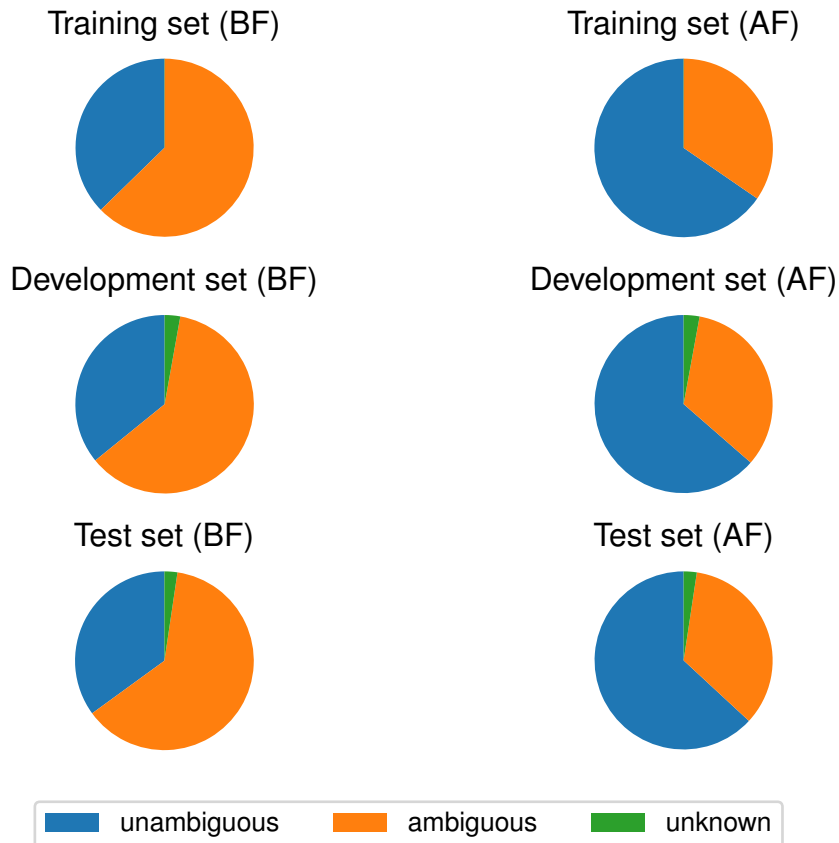 Training set (BF)
Training set (AF)
Development set (BF)
Development set (AF)
Test set (BF)
Test set (AF)
unambiguous
ambiguous
unknown